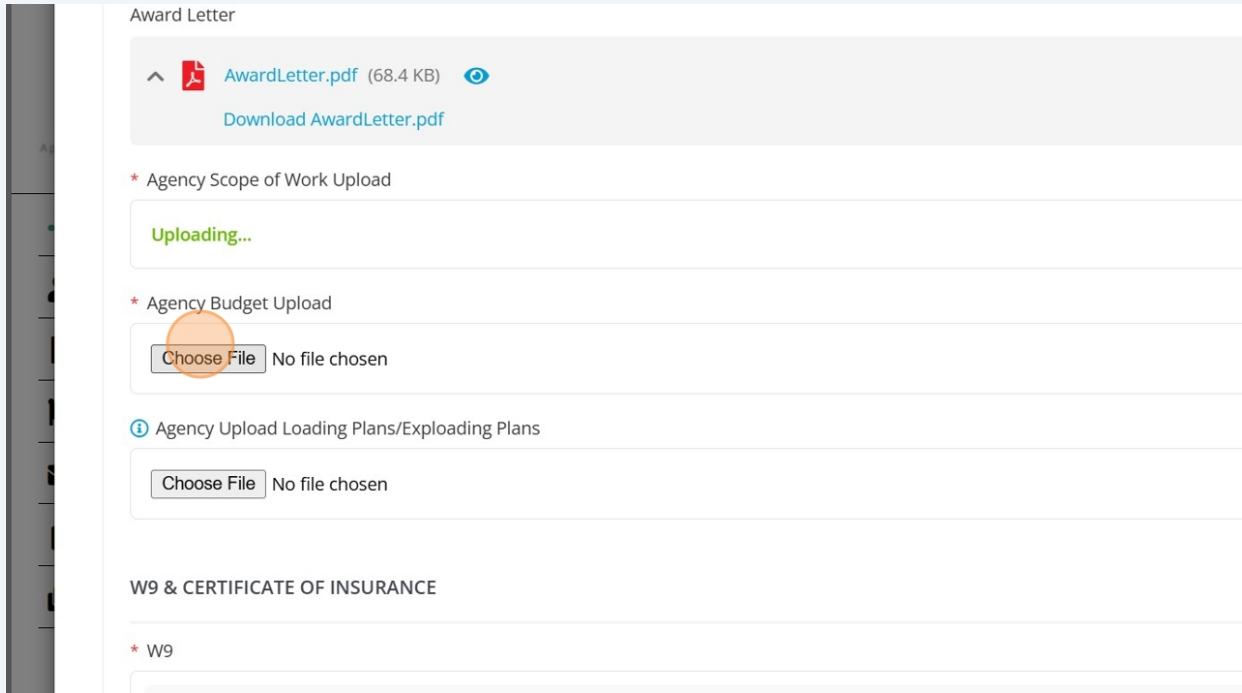 Award Letter
AwardLetter.pdf (68.4 KB)
Download AwardLetter.pdf
* Agency Scope of Work Upload
Uploading...
* Agency Budget Upload
Choose File No file chosen
Agency Upload Loading Plans/Exploading Plans
Choose File No file chosen
W9 & CERTIFICATE OF INSURANCE
* W9